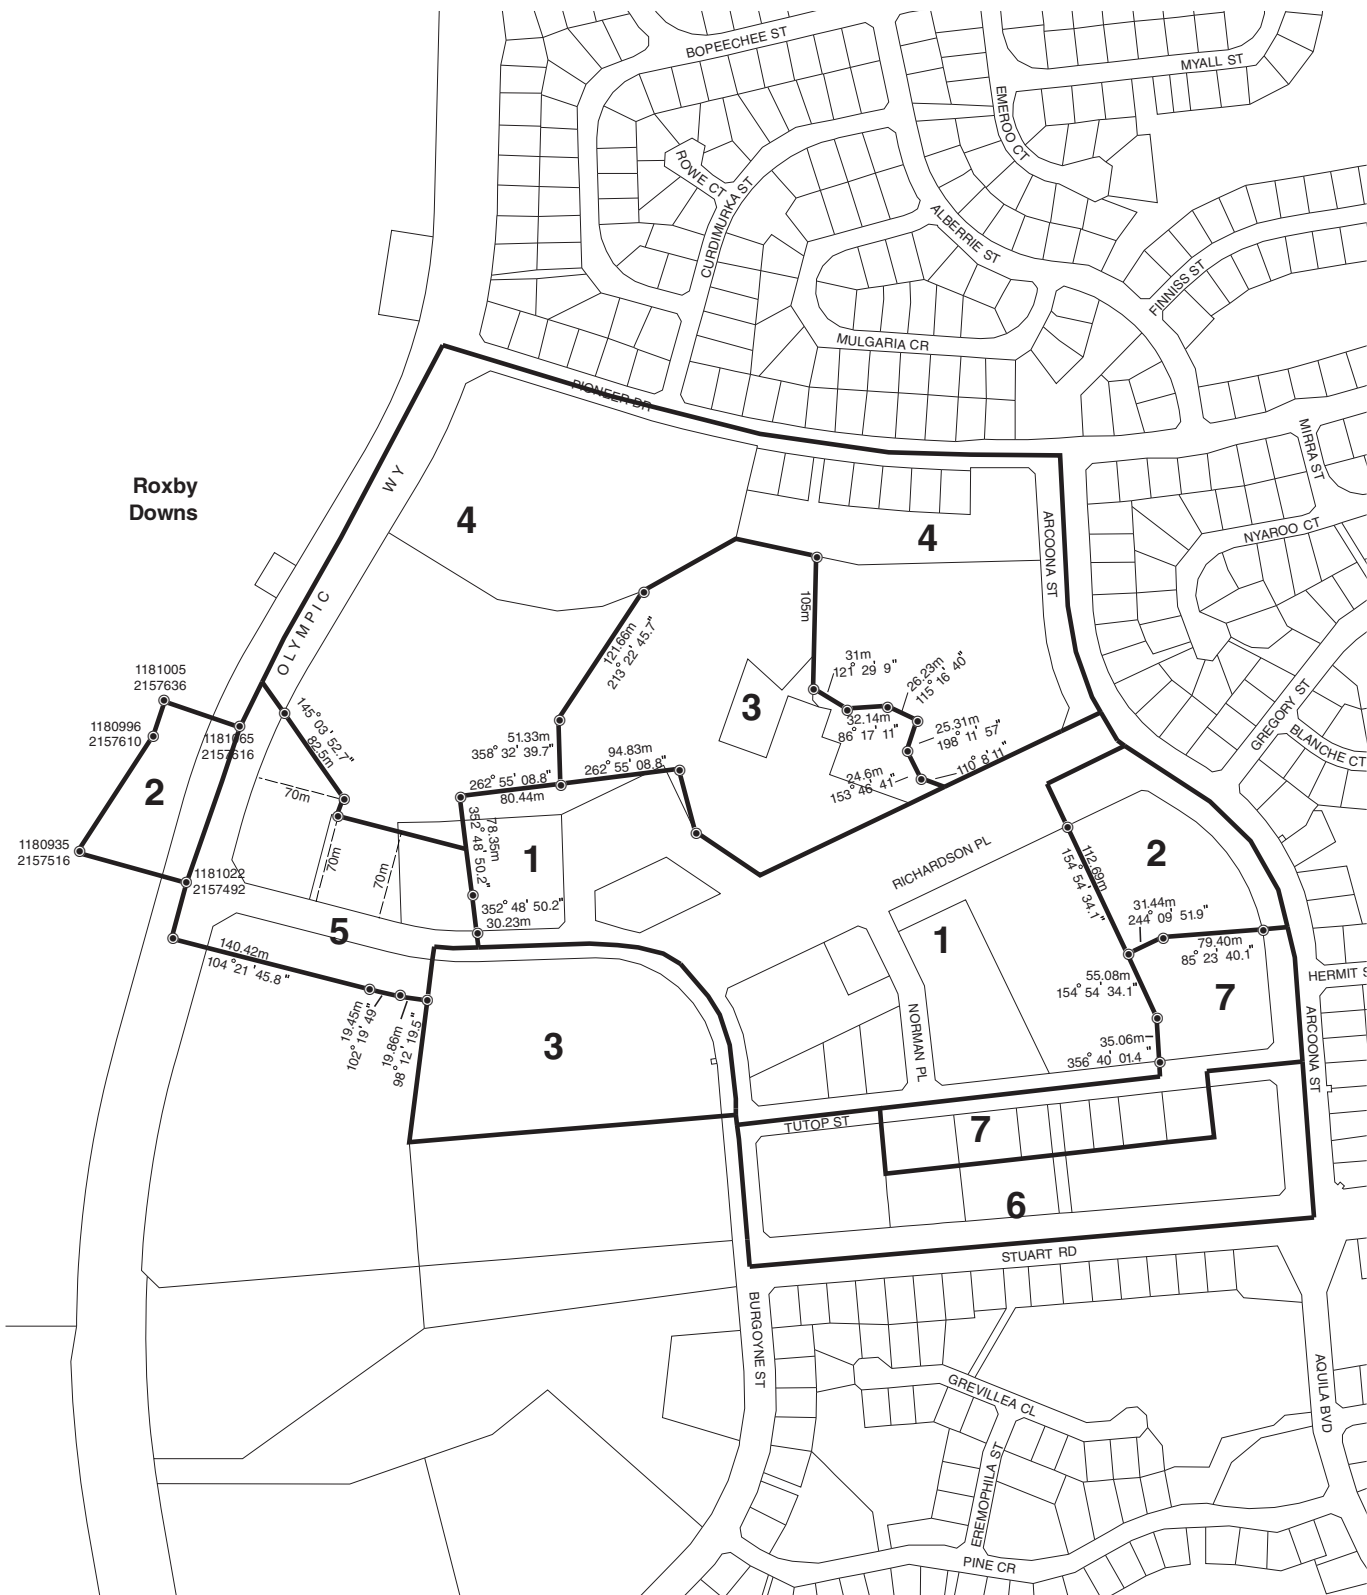 BOPEECHEE ST
MYALL ST
EMEROO CT
ROWE CT
CURDIMURKA ST
ALBERRIE ST
FINNISS ST
MULGARIA CR
PIONEER DR
MIRRA ST
WY
Roxby
Downs
4
4
ARCOONA ST
NYAROO CT
OLYMPIC
105m
121.66m
213° 22' 45.7"
31m
121° 29' 9"
26.23m
115° 16' 40"
1181005
2157636
3
GREGORY ST
145° 03' 52.7"
82.5m
1180996
2157610
1181065
2157616
51.33m
358° 32' 39.7"
94.83m
262° 55' 08.8"
32.14m
86° 17' 11"
25.31m
198° 11' 57"
BLANCHE CT
110° 8' 11"
24.6m
153° 46' 41"
2
70m
262° 55' 08.8"
80.44m
78.35m
352° 48' 50.2"
1180935
2157516
70m
70m
1
RICHARDSON PL
112.69m
154° 54' 34.1"
2
1181022
2157492
352° 48' 50.2"
30.23m
31.44m
244° 09' 51.9"
5
1
79.40m
85° 23' 40.1"
140.42m
104° 21' 45.8"
HERMIT S
55.08m
154° 54' 34.1"
7
19.45m
102° 19' 49"
19.86m
98° 12' 19.5"
3
NORMAN PL
35.06m
356° 40' 01.4"
ARCOONA ST
TUTOP ST
7
6
STUART RD
BURGOYNE ST
GREVILLEA CL
AQUILA BVD
EREMOPHILA ST
PINE CR